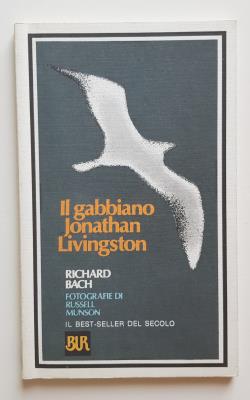 Il gabbiano
Jonathan
Livingston
RICHARD
BACH
FOTOGRAFIE DI
RUSSELL
MUNSON
IL BEST-SELLER DEL SECOLO
BUR